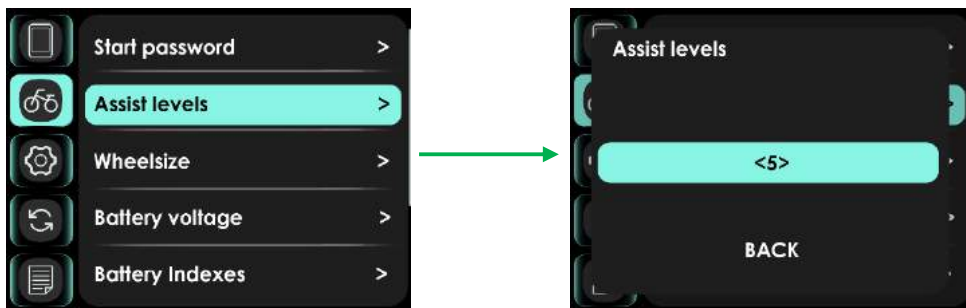 Start password >
Assist levels >
Wheelsize >
Battery voltage >
Battery Indexes >
Assist levels
<5>
BACK